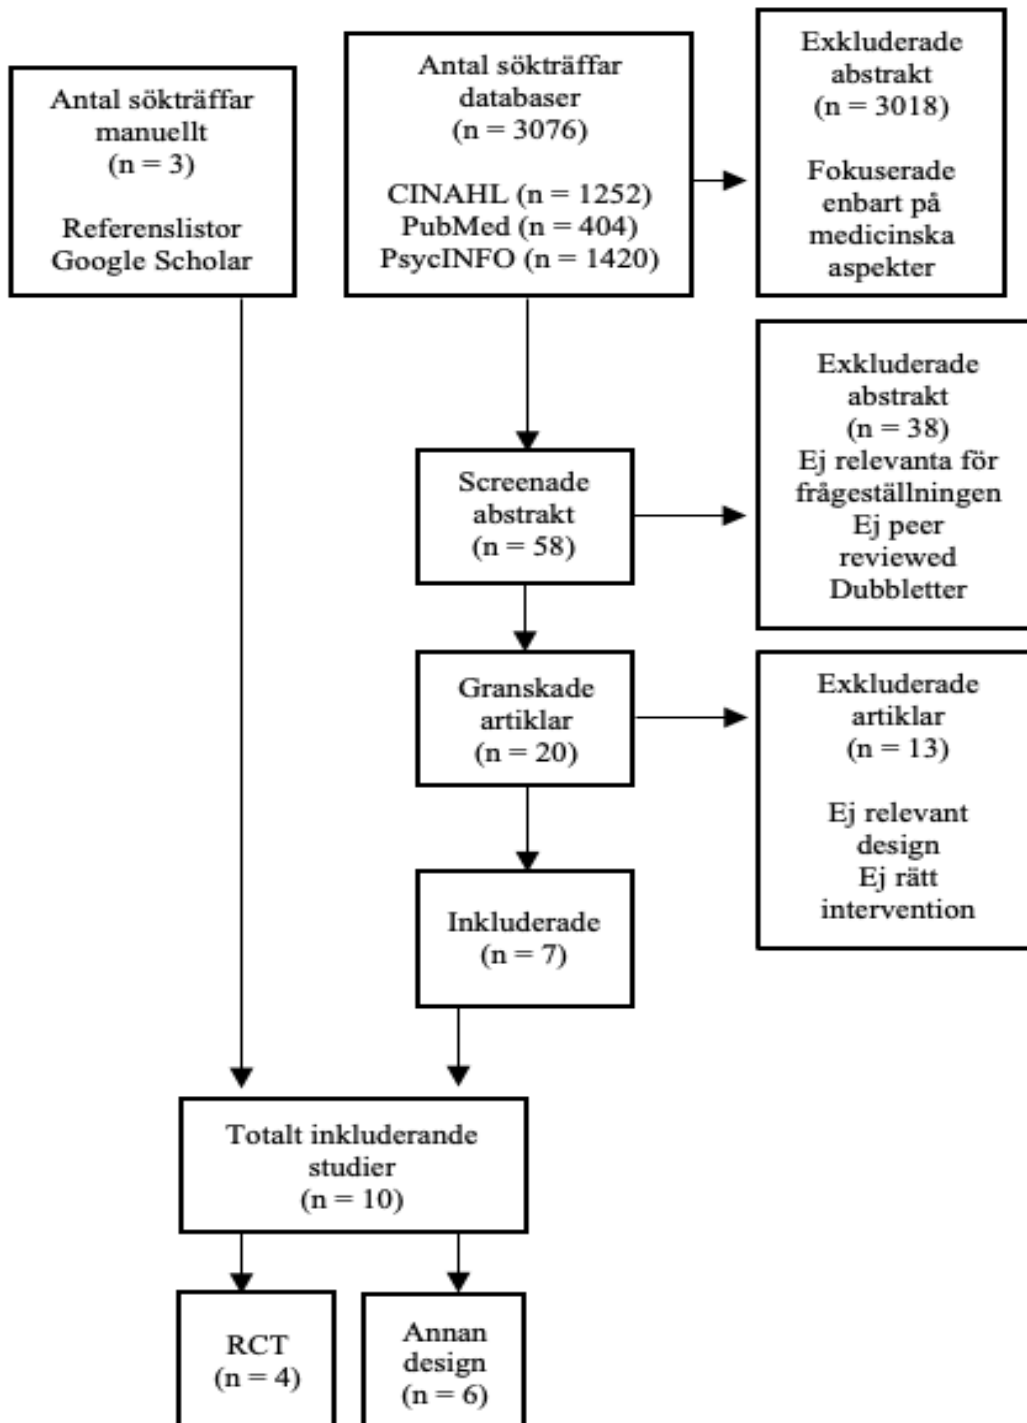 Antal sökträffar
manuellt
(n = 3)
Referenslistor
Google Scholar
Antal sökträffar
databaser
(n = 3076)
CINAHL (n = 1252)
PubMed (n = 404)
PsycINFO (n = 1420)
Exkluderade
abstrakt
(n = 3018)
Fokuserade
enbart på
medicinska
aspekter
Screenade
abstrakt
(n = 58)
Exkluderade
abstrakt
(n = 38)
Ej relevanta för
frågeställningen
Ej peer
reviewed
Dubbletter
Granskade
artiklar
(n = 20)
Exkluderade
artiklar
(n = 13)
Ej relevant
design
Ej rätt
intervention
Inkluderade
(n = 7)
Totalt inkluderande
studier
(n = 10)
RCT
(n = 4)
Annan
design
(n = 6)